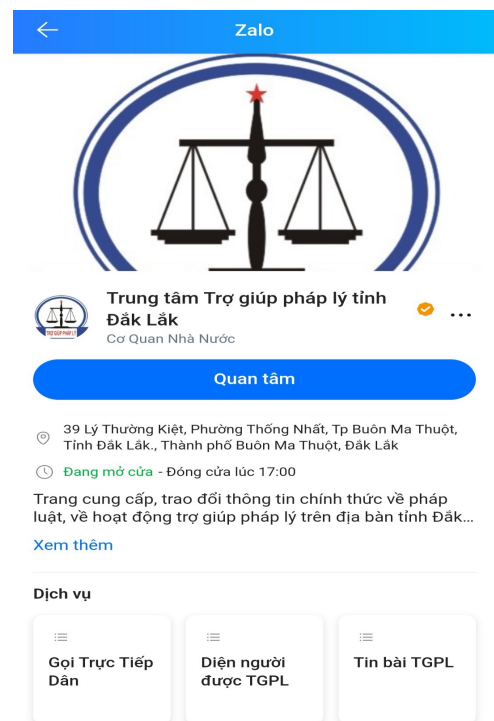 Zalo
Trung tâm Trợ giúp pháp lý tỉnh
Đắk Lắk
Cơ Quan Nhà Nước
TRỢ GIÚP PHÁP LÝ
Quan tâm
39 Lý Thường Kiệt, Phường Thống Nhất, Tp Buôn Ma Thuột,
Tỉnh Đắk Lắk., Thành phố Buôn Ma Thuột, Đắk Lắk
Đang mở cửa - Đóng cửa lúc 17:00
Trang cung cấp, trao đổi thông tin chính thức về pháp
luật, về hoạt động trợ giúp pháp lý trên địa bàn tỉnh Đắk...
Xem thêm
Dịch vụ
Gọi Trực Tiếp
Dân
Diện người
được TGPL
Tin bài TGPL